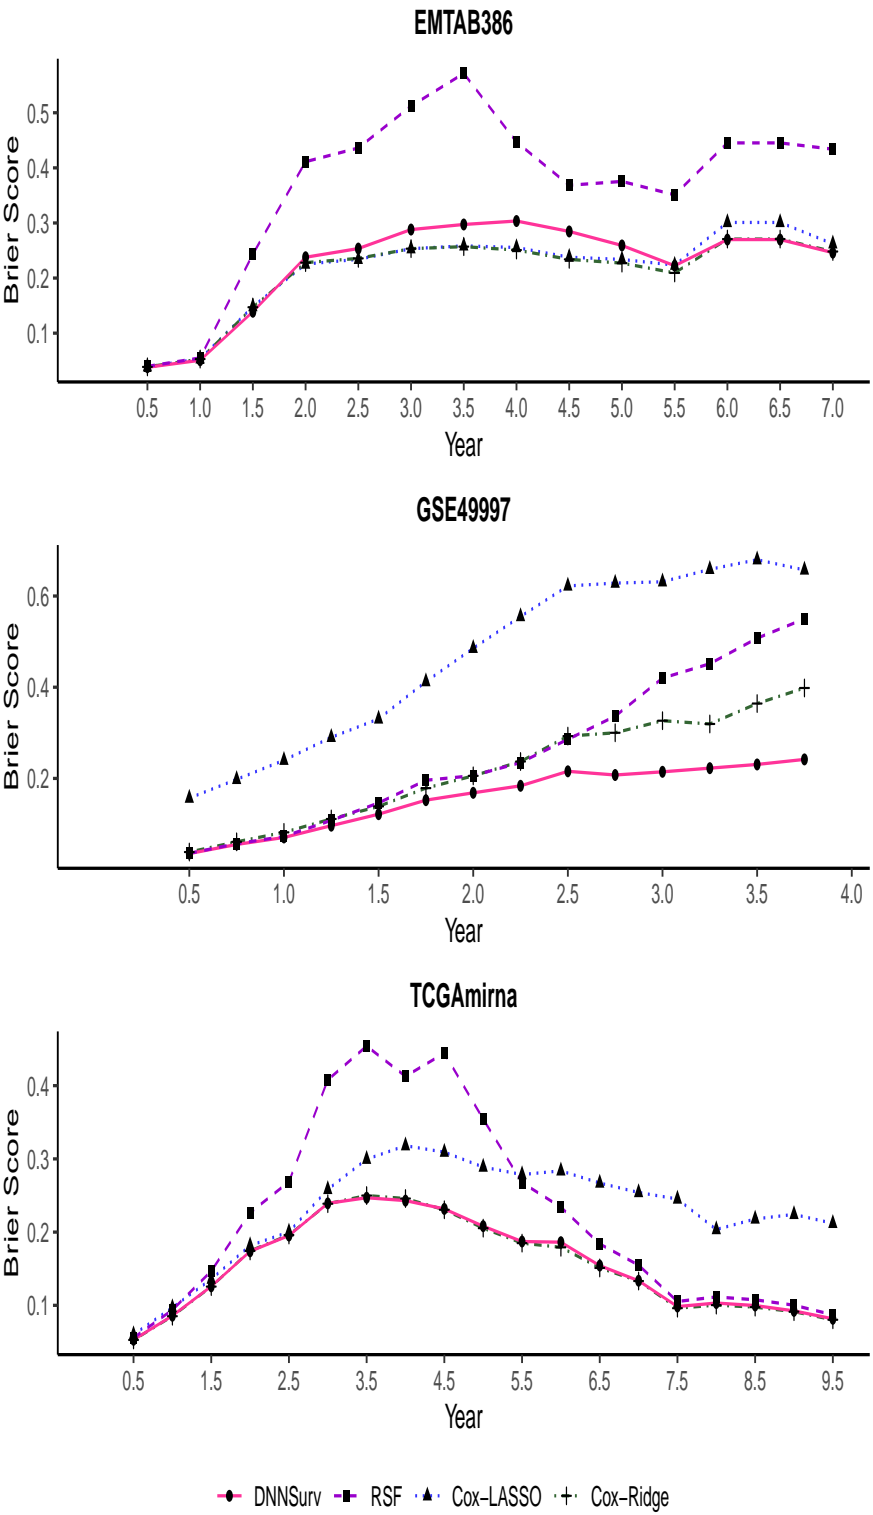 EMTAB386
Brier Score
0.5
0.4
0.3
0.2
0.1
0.5 1.0 1.5 2.0 2.5 3.0 3.5 4.0 4.5 5.0 5.5 6.0 6.5 7.0
Year
GSE49997
Brier Score
0.6
0.4
0.2
0.5 1.0 1.5 2.0 2.5 3.0 3.5 4.0
Year
TCGAmirna
Brier Score
0.4
0.3
0.2
0.1
0.5 1.5 2.5 3.5 4.5 5.5 6.5 7.5 8.5 9.5
Year
DNNSurv RSF Cox−LASSO Cox−Ridge